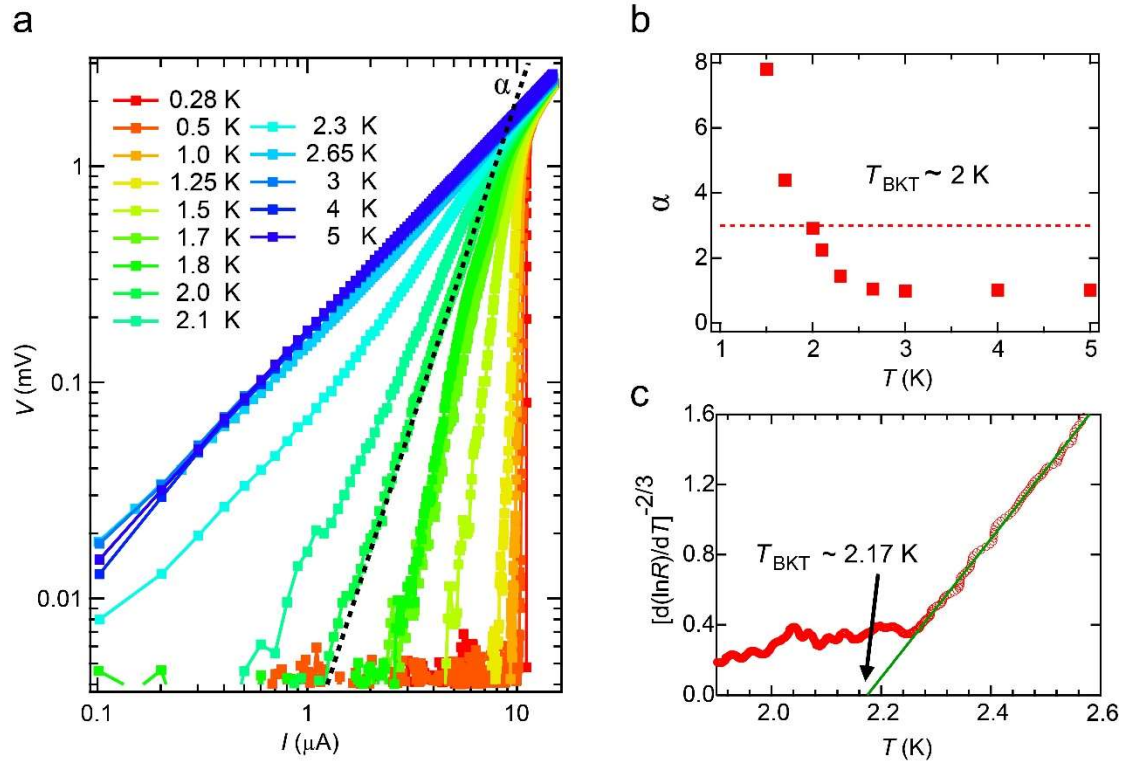 a
α
0.28 K
0.5 K
1.0 K
1.25 K
1.5 K
1.7 K
1.8 K
2.0 K
2.1 K
2.3 K
2.65 K
3 K
4 K
5 K
1
0.1
0.01
V (mV)
0.1
1
10
I (μA)
b
8
6
4
2
0
α
T_BKT ~ 2 K
1
2
3
4
5
T (K)
c
1.6
1.2
0.8
0.4
0.0
[d(lnR)/dT]^-2/3
T_BKT ~ 2.17 K
2.0
2.2
2.4
2.6
T (K)